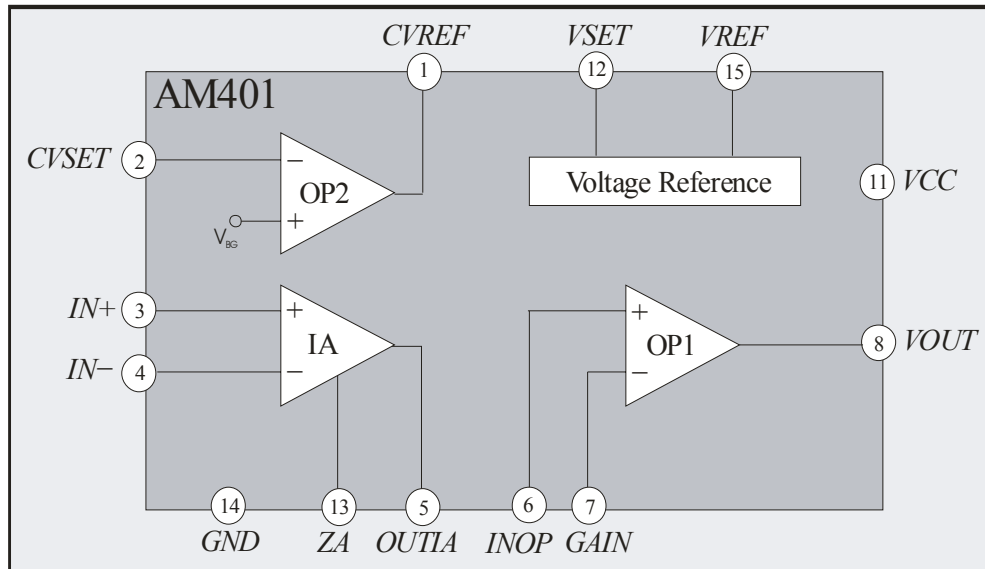 CVREF VSET VREF
1 12 15
AM401
CVSET 2 − OP2 +
VBG
Voltage Reference
11 VCC
IN+ 3 + IA
IN− 4 −
+ OP1 −
8 VOUT
14 13 5 6 7
GND ZA OUTIA INOP GAIN